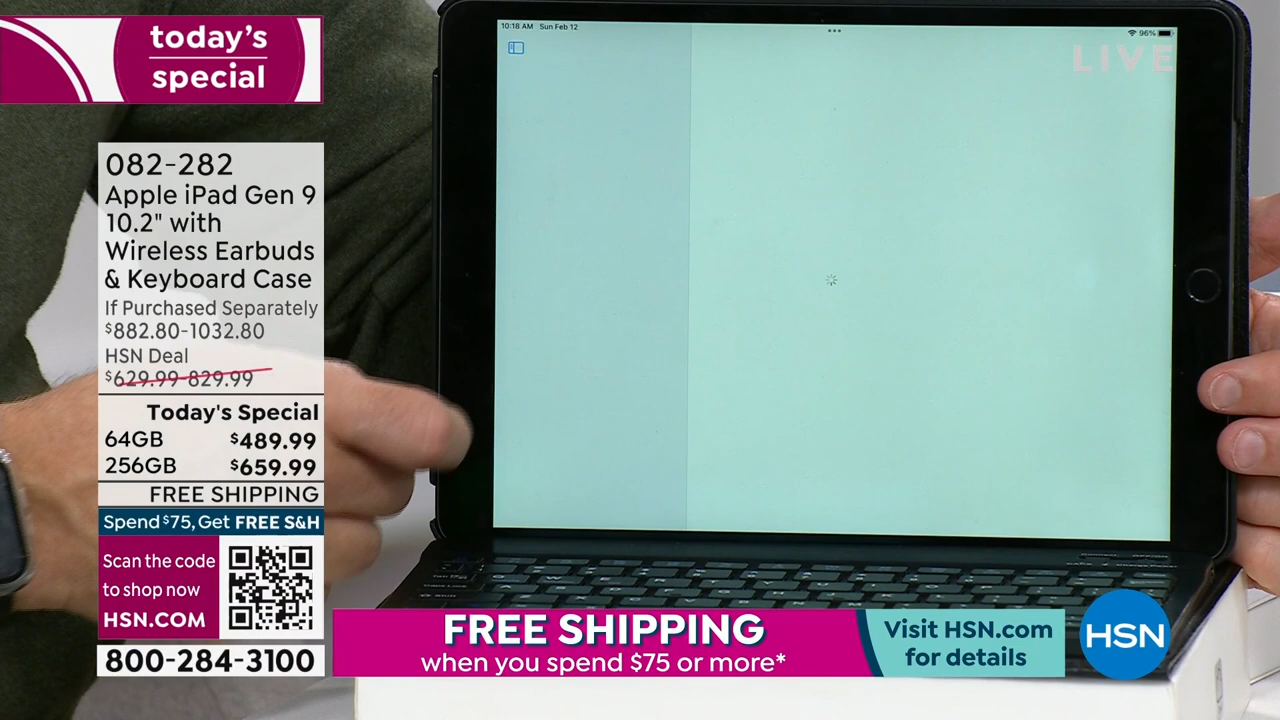 today's
special
082-282
Apple iPad Gen 9
10.2" with
Wireless Earbuds
& Keyboard Case
If Purchased Separately
$882.80-1032.80
HSN Deal
$629.99-829.99
Today's Special
64GB $489.99
256GB $659.99
FREE SHIPPING
Spend $75, Get FREE S&H
Scan the code
to shop now
HSN.COM
800-284-3100
10:18 AM Sun Feb 12
96%
LIVE
FREE SHIPPING
when you spend $75 or more*
Visit HSN.com
for details
HSN